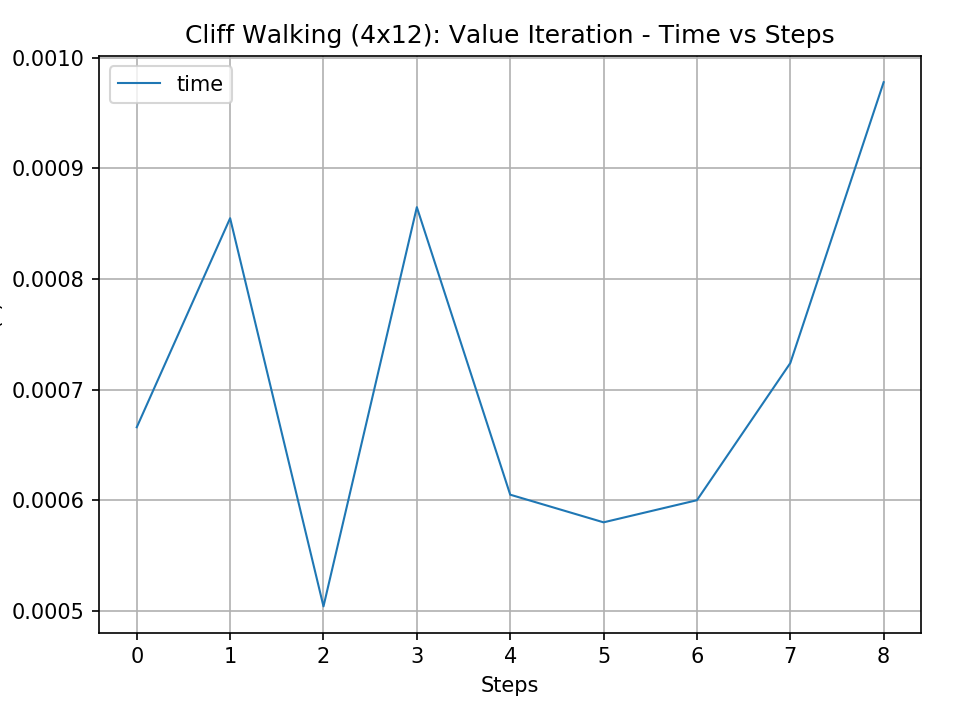 Cliff Walking (4x12): Value Iteration - Time vs Steps
time
0.0010
0.0009
0.0008
0.0007
0.0006
0.0005
0 1 2 3 4 5 6 7 8
Steps